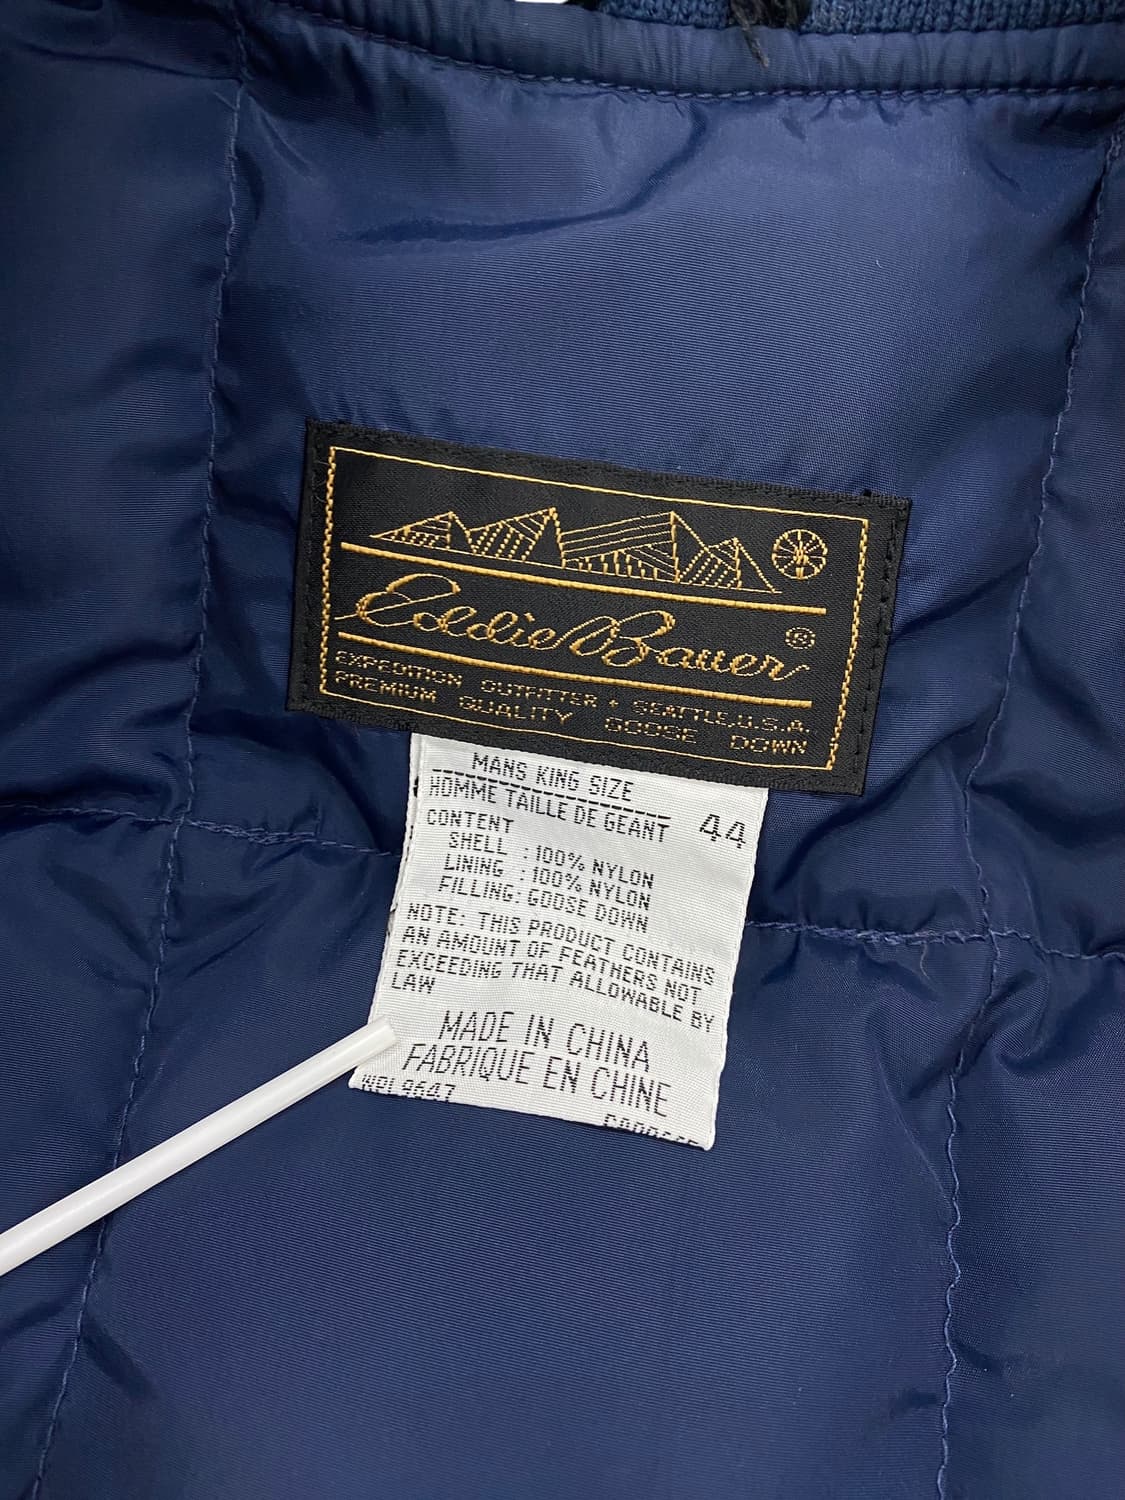 Eddie Bauer ®
EXPEDITION OUTFITTER + SEATTLE, U.S.A.
PREMIUM QUALITY GOOSE DOWN
MANS KING SIZE
HOMME TAILLE DE GEANT 44
CONTENT
SHELL : 100% NYLON
LINING : 100% NYLON
FILLING: GOOSE DOWN
NOTE: THIS PRODUCT CONTAINS
AN AMOUNT OF FEATHERS NOT
EXCEEDING THAT ALLOWABLE BY
LAW
MADE IN CHINA
FABRIQUE EN CHINE
WPL9647